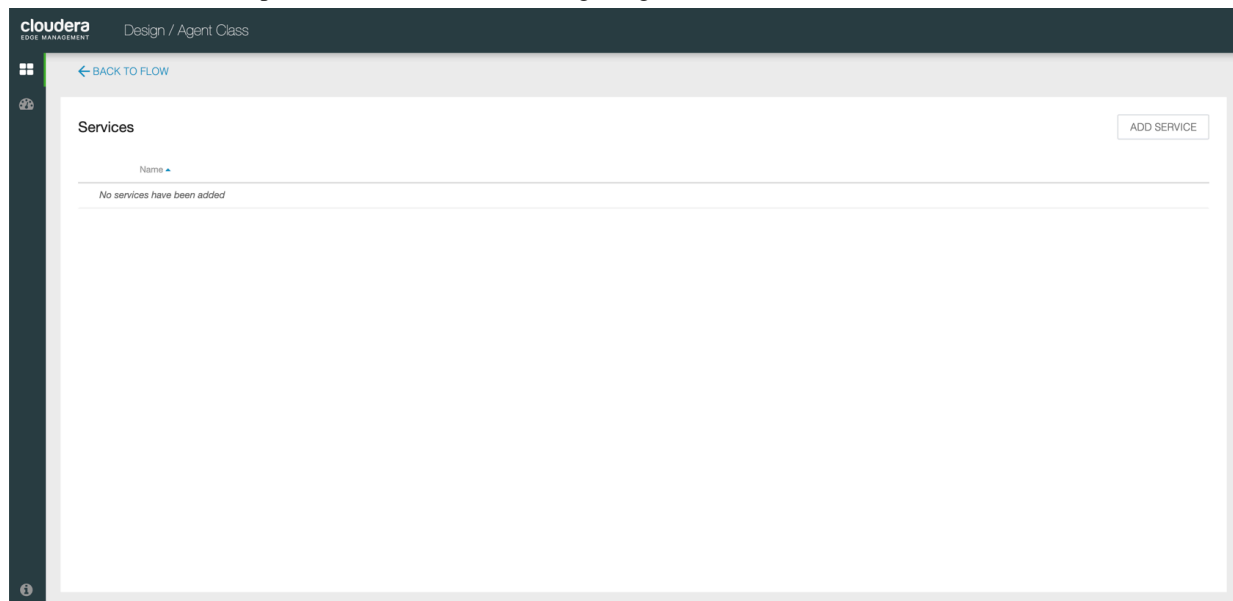 cloudera
EDGE MANAGEMENT
Design / Agent Class
BACK TO FLOW
Services
ADD SERVICE
Name
No services have been added